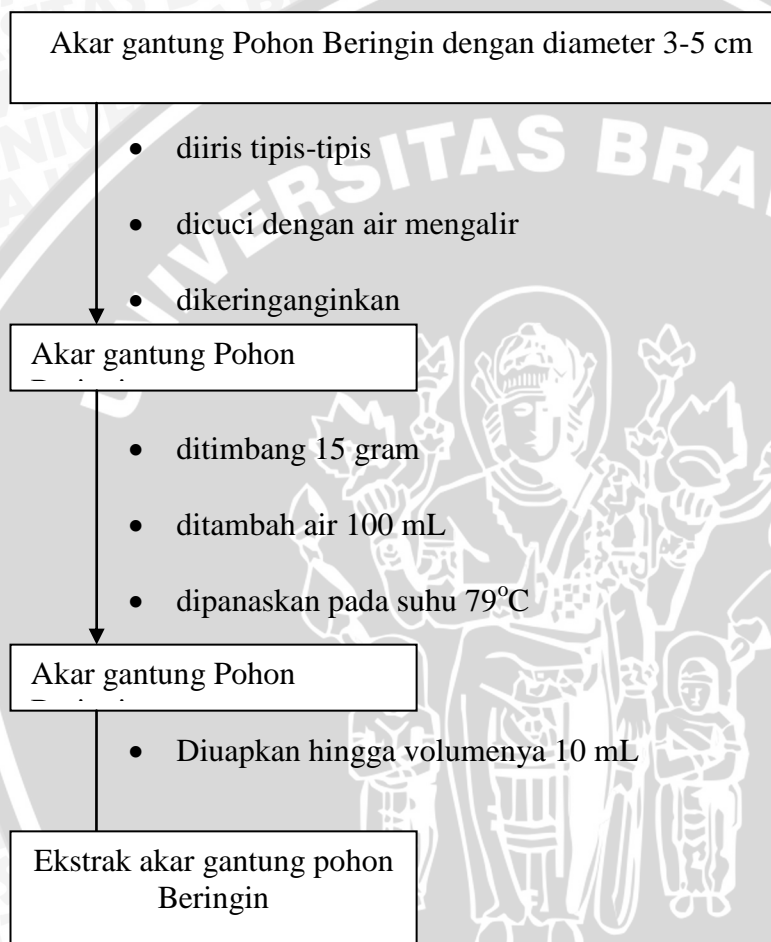 Akar gantung Pohon Beringin dengan diameter 3-5 cm
UNIVERSITAS BRA
• diiris tipis-tipis
• dicuci dengan air mengalir
• dikeringanginkan
Akar gantung Pohon
• ditimbang 15 gram
• ditambah air 100 mL
• dipanaskan pada suhu 79°C
Akar gantung Pohon
• Diuapkan hingga volumenya 10 mL
Ekstrak akar gantung pohon
Beringin